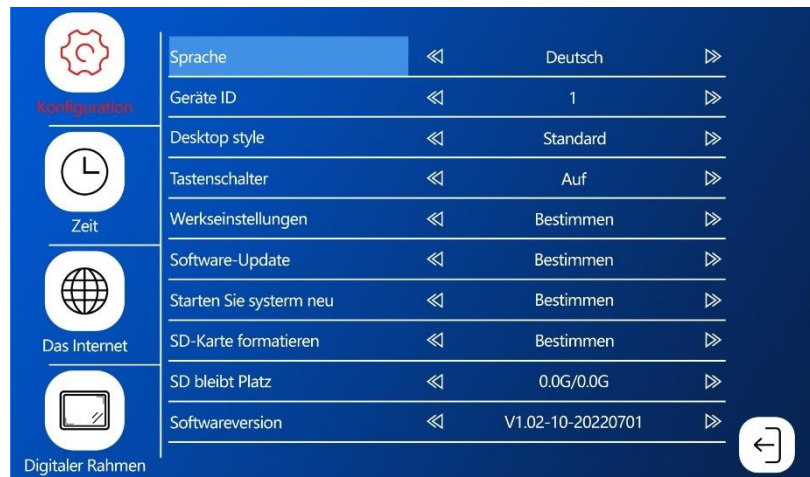 Konfiguration
Zeit
Das Internet
Digitaler Rahmen
Sprache Deutsch
Geräte ID 1
Desktop style Standard
Tastenschalter Auf
Werkseinstellungen Bestimmen
Software-Update Bestimmen
Starten Sie systerm neu Bestimmen
SD-Karte formatieren Bestimmen
SD bleibt Platz 0.0G/0.0G
Softwareversion V1.02-10-20220701